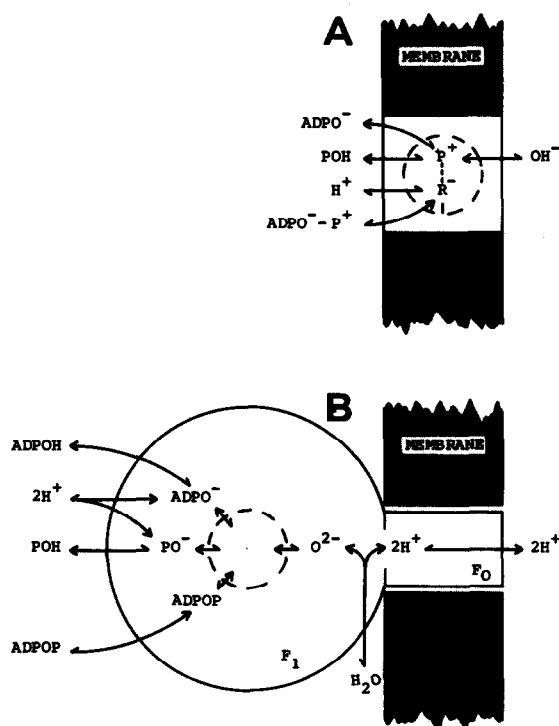 A
MEMBRANE
ADPO⁻
POH P⁺ OH⁻
H⁺ R⁻
ADPO⁻–P⁺
B
MEMBRANE
ADPOH
2H⁺ ADPO⁻
POH PO⁻ O²⁻ 2H⁺ 2H⁺
F₀
ADPOP
ADPOP
F₁ H₂O